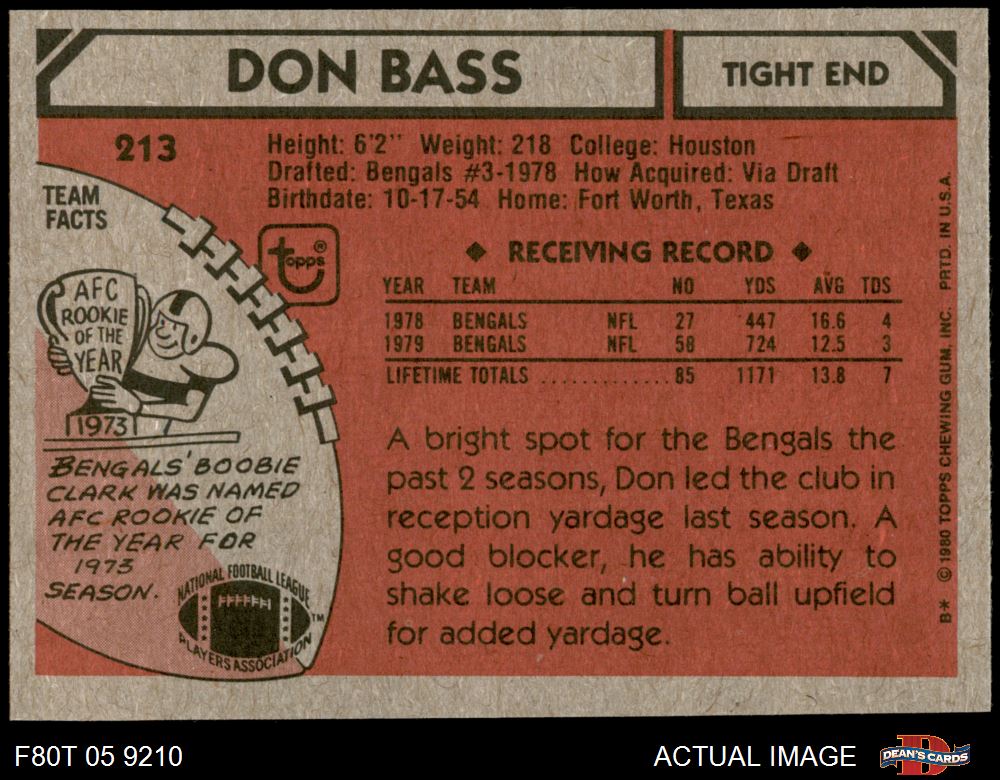 DON BASS
TIGHT END
213
Height: 6'2" Weight: 218 College: Houston
Drafted: Bengals #3-1978 How Acquired: Via Draft
Birthdate: 10-17-54 Home: Fort Worth, Texas
TEAM
FACTS
topps®
AFC
ROOKIE
OF THE
YEAR
1973
BENGALS' BOOBIE
CLARK WAS NAMED
AFC ROOKIE OF
THE YEAR FOR
1973
SEASON.
NATIONAL FOOTBALL LEAGUE
PLAYERS ASSOCIATION
TM
◆ RECEIVING RECORD ◆
YEAR TEAM NO YDS AVG TDS
1978 BENGALS NFL 27 447 16.6 4
1979 BENGALS NFL 58 724 12.5 3
LIFETIME TOTALS ............ 85 1171 13.8 7
A bright spot for the Bengals the
past 2 seasons, Don led the club in
reception yardage last season. A
good blocker, he has ability to
shake loose and turn ball upfield
for added yardage.
B* © 1980 TOPPS CHEWING GUM, INC. PRTD. IN U.S.A.
F80T 05 9210
ACTUAL IMAGE
DEAN'S CARDS